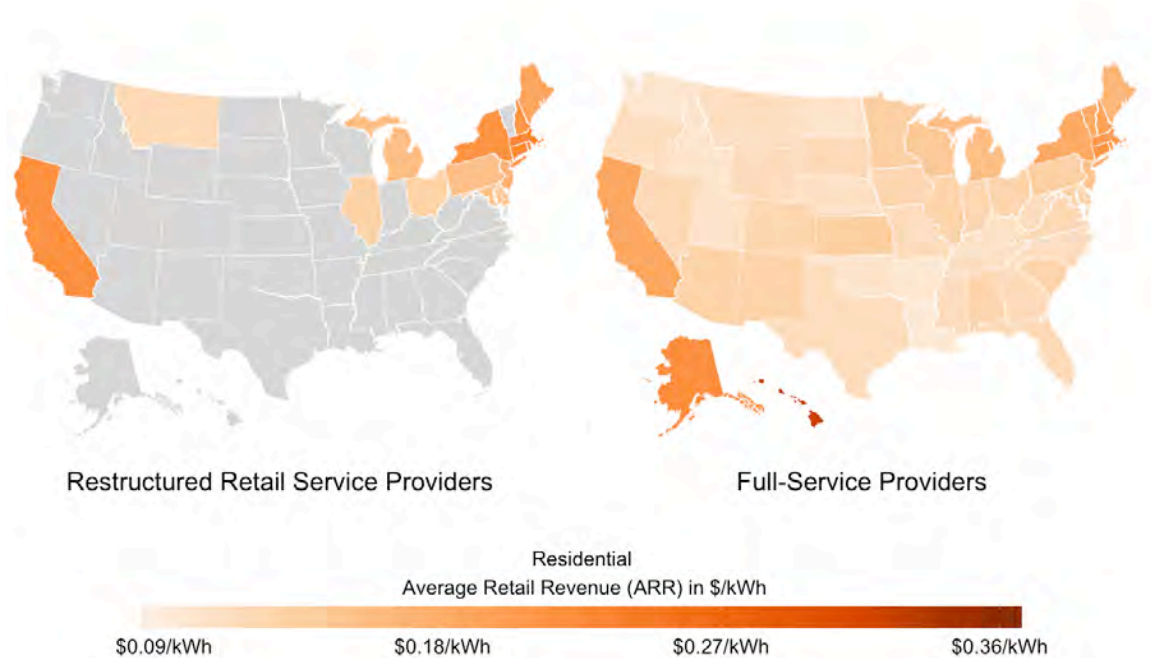 Restructured Retail Service Providers
Full-Service Providers
Residential
Average Retail Revenue (ARR) in $/kWh
$0.09/kWh
$0.18/kWh
$0.27/kWh
$0.36/kWh